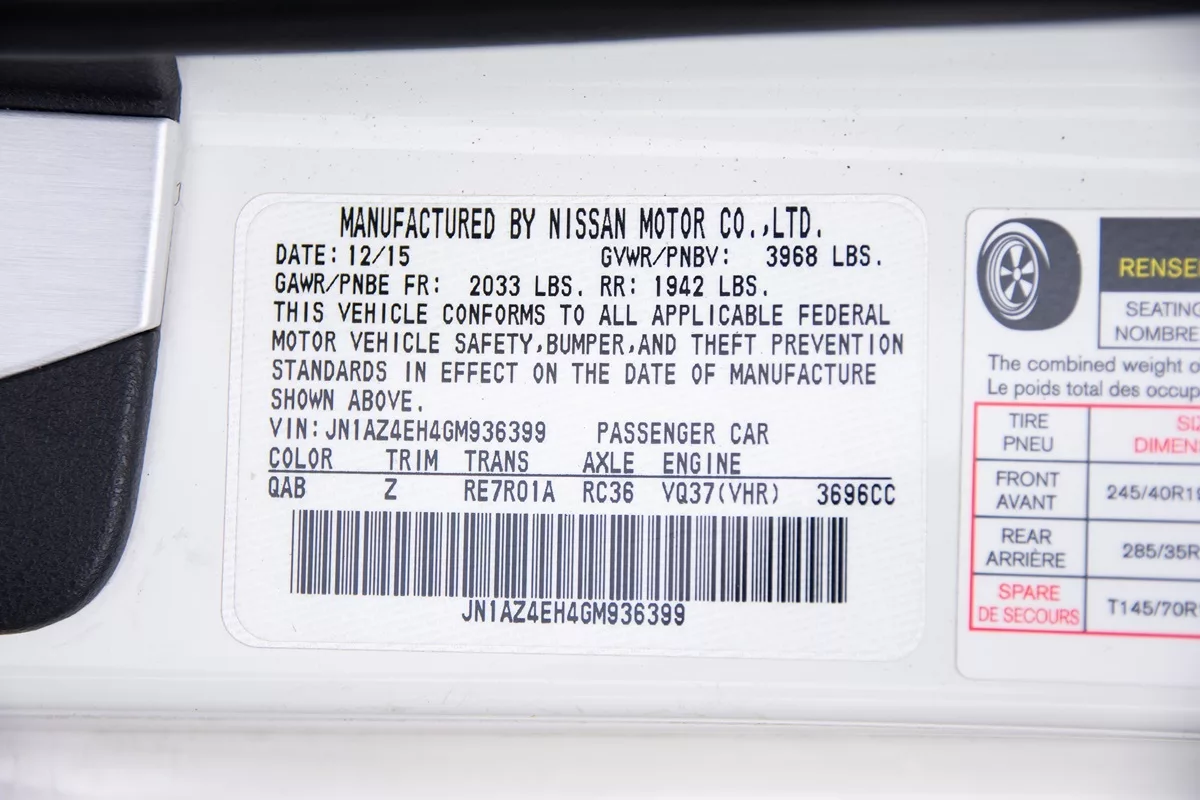 MANUFACTURED BY NISSAN MOTOR CO.,LTD.
DATE: 12/15 GVWR/PNBV: 3968 LBS.
GAWR/PNBE FR: 2033 LBS. RR: 1942 LBS.
THIS VEHICLE CONFORMS TO ALL APPLICABLE FEDERAL
MOTOR VEHICLE SAFETY,BUMPER,AND THEFT PREVENTION
STANDARDS IN EFFECT ON THE DATE OF MANUFACTURE
SHOWN ABOVE.
VIN: JN1AZ4EH4GM936399 PASSENGER CAR
COLOR TRIM TRANS AXLE ENGINE
QAB Z RE7R01A RC36 VQ37(VHR) 3696CC
JN1AZ4EH4GM936399
SEATING
NOMBRE
The combined weight
Le poids total des
TIRE
PNEU
FRONT
AVANT
245/40R19
REAR
ARRIÈRE
285/35R
SPARE
DE SECOURS
T145/70R